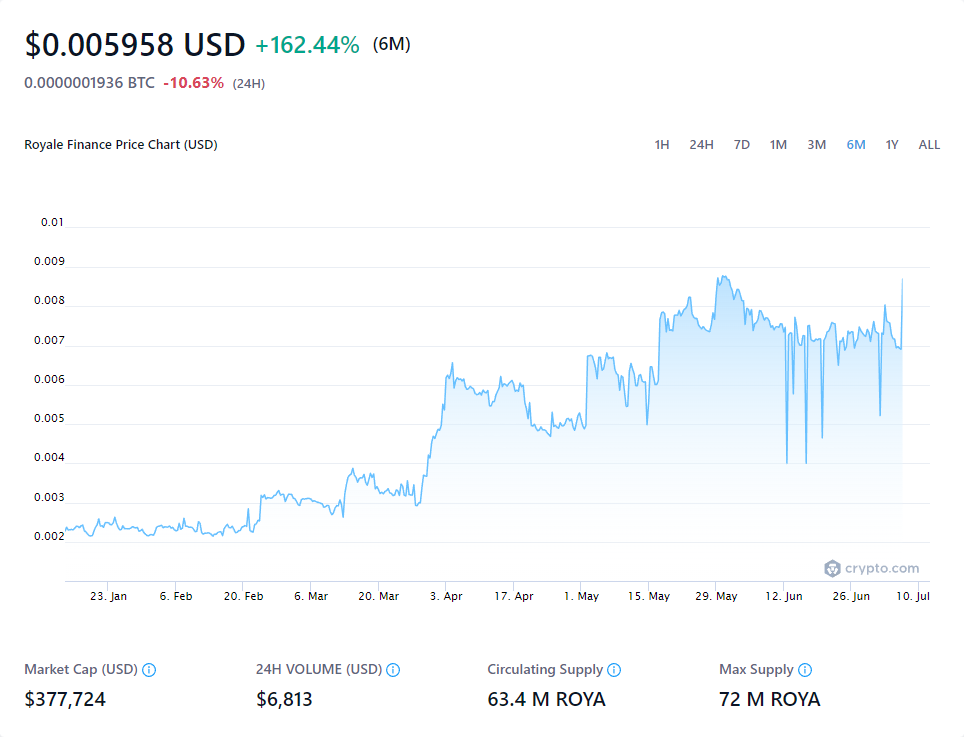 $0.005958 USD +162.44% (6M)
0.0000001936 BTC -10.63% (24H)
Royale Finance Price Chart (USD) 1H 24H 7D 1M 3M 6M 1Y ALL
0.01
0.009
0.008
0.007
0.006
0.005
0.004
0.003
0.002
crypto.com
23. Jan 6. Feb 20. Feb 6. Mar 20. Mar 3. Apr 17. Apr 1. May 15. May 29. May 12. Jun 26. Jun 10. Jul
Market Cap (USD) 24H VOLUME (USD) Circulating Supply Max Supply
$377,724 $6,813 63.4 M ROYA 72 M ROYA